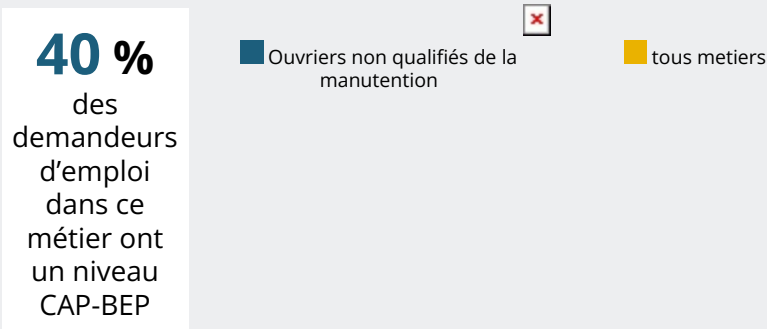 40 %
des
demandeurs
d’emploi
dans ce
métier ont
un niveau
CAP-BEP
Ouvriers non qualifiés de la
manutention
tous metiers